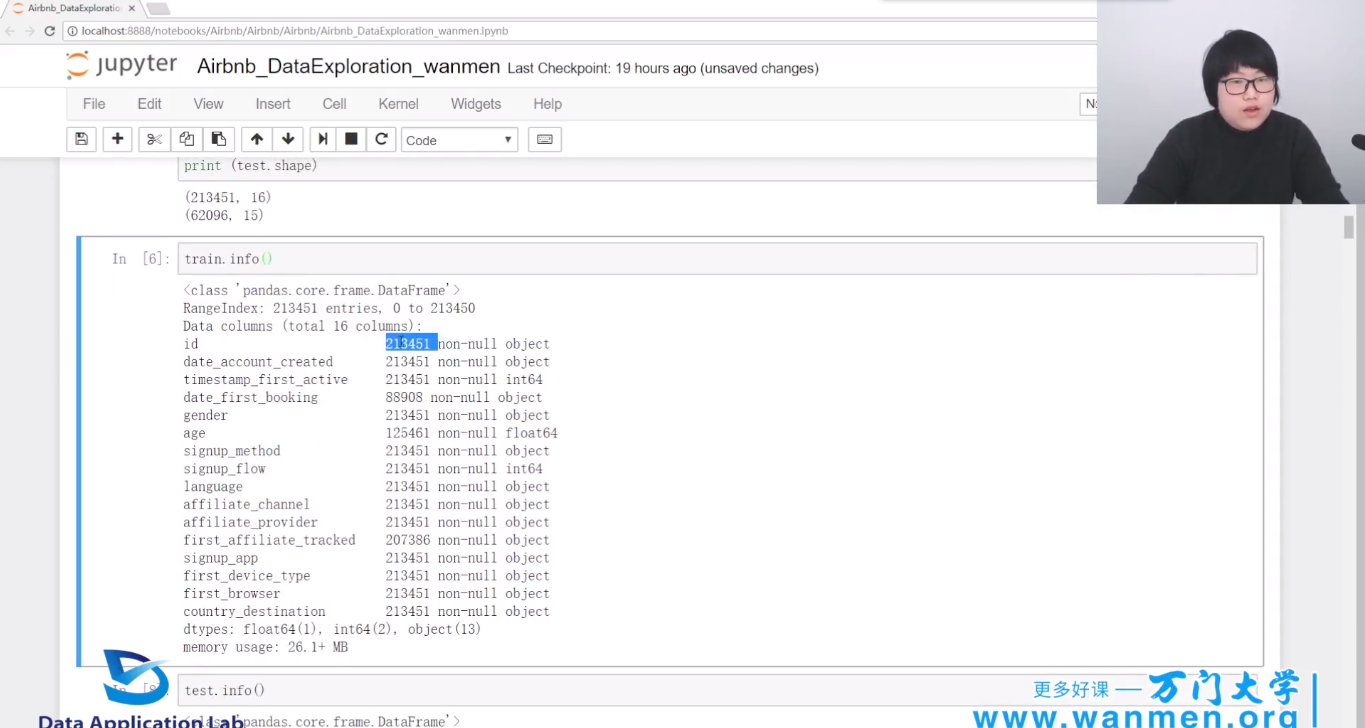 Airbnb_DataExploratio
localhost:8888/notebooks/Airbnb/Airbnb/Airbnb/Airbnb_DataExploration_wanmen.ipynb
jupyter Airbnb_DataExploration_wanmen Last Checkpoint: 19 hours ago (unsaved changes)
File Edit View Insert Cell Kernel Widgets Help
Code
print (test.shape)
(213451, 16)
(62096, 15)
In [6]: train.info()
<class 'pandas.core.frame.DataFrame'>
RangeIndex: 213451 entries, 0 to 213450
Data columns (total 16 columns):
id 213451 non-null object
date_account_created 213451 non-null object
timestamp_first_active 213451 non-null int64
date_first_booking 88908 non-null object
gender 213451 non-null object
age 125461 non-null float64
signup_method 213451 non-null object
signup_flow 213451 non-null int64
language 213451 non-null object
affiliate_channel 213451 non-null object
affiliate_provider 213451 non-null object
first_affiliate_tracked 207386 non-null object
signup_app 213451 non-null object
first_device_type 213451 non-null object
first_browser 213451 non-null object
country_destination 213451 non-null object
dtypes: float64(1), int64(2), object(13)
memory usage: 26.1+ MB
test.info()
<class 'pandas.core.frame.DataFrame'>
Data Application Lab
更多好课 — 万门大学
www.wanmen.org